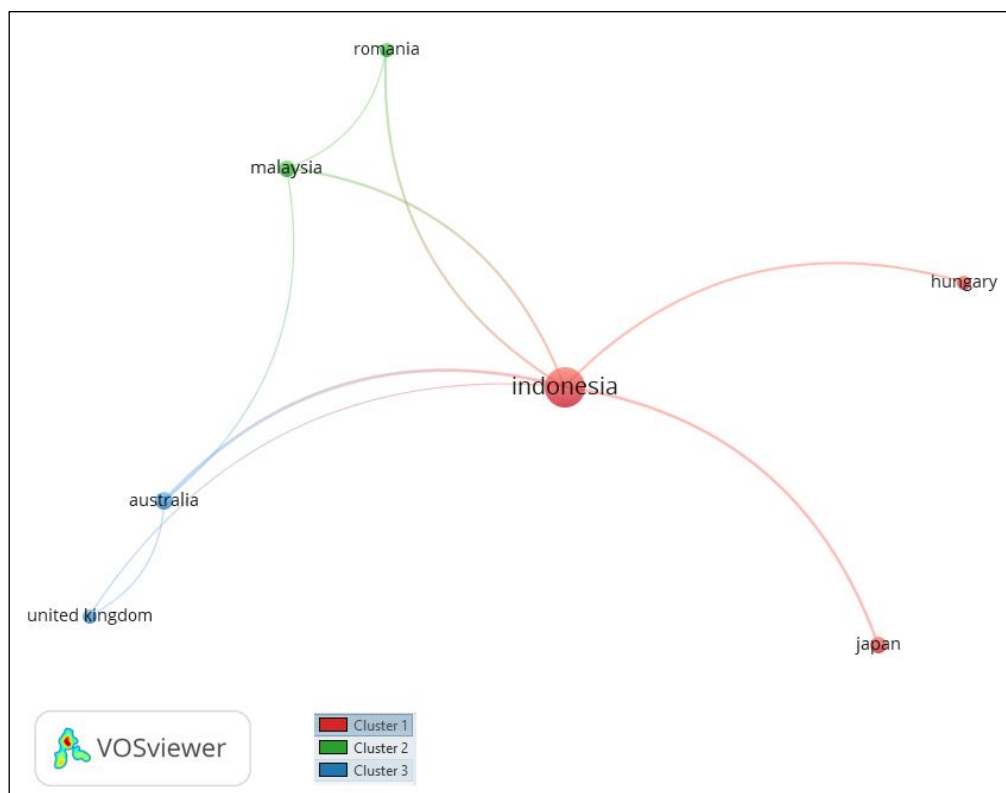 romania
malaysia
hungary
indonesia
australia
united kingdom
japan
VOSviewer
Cluster 1
Cluster 2
Cluster 3